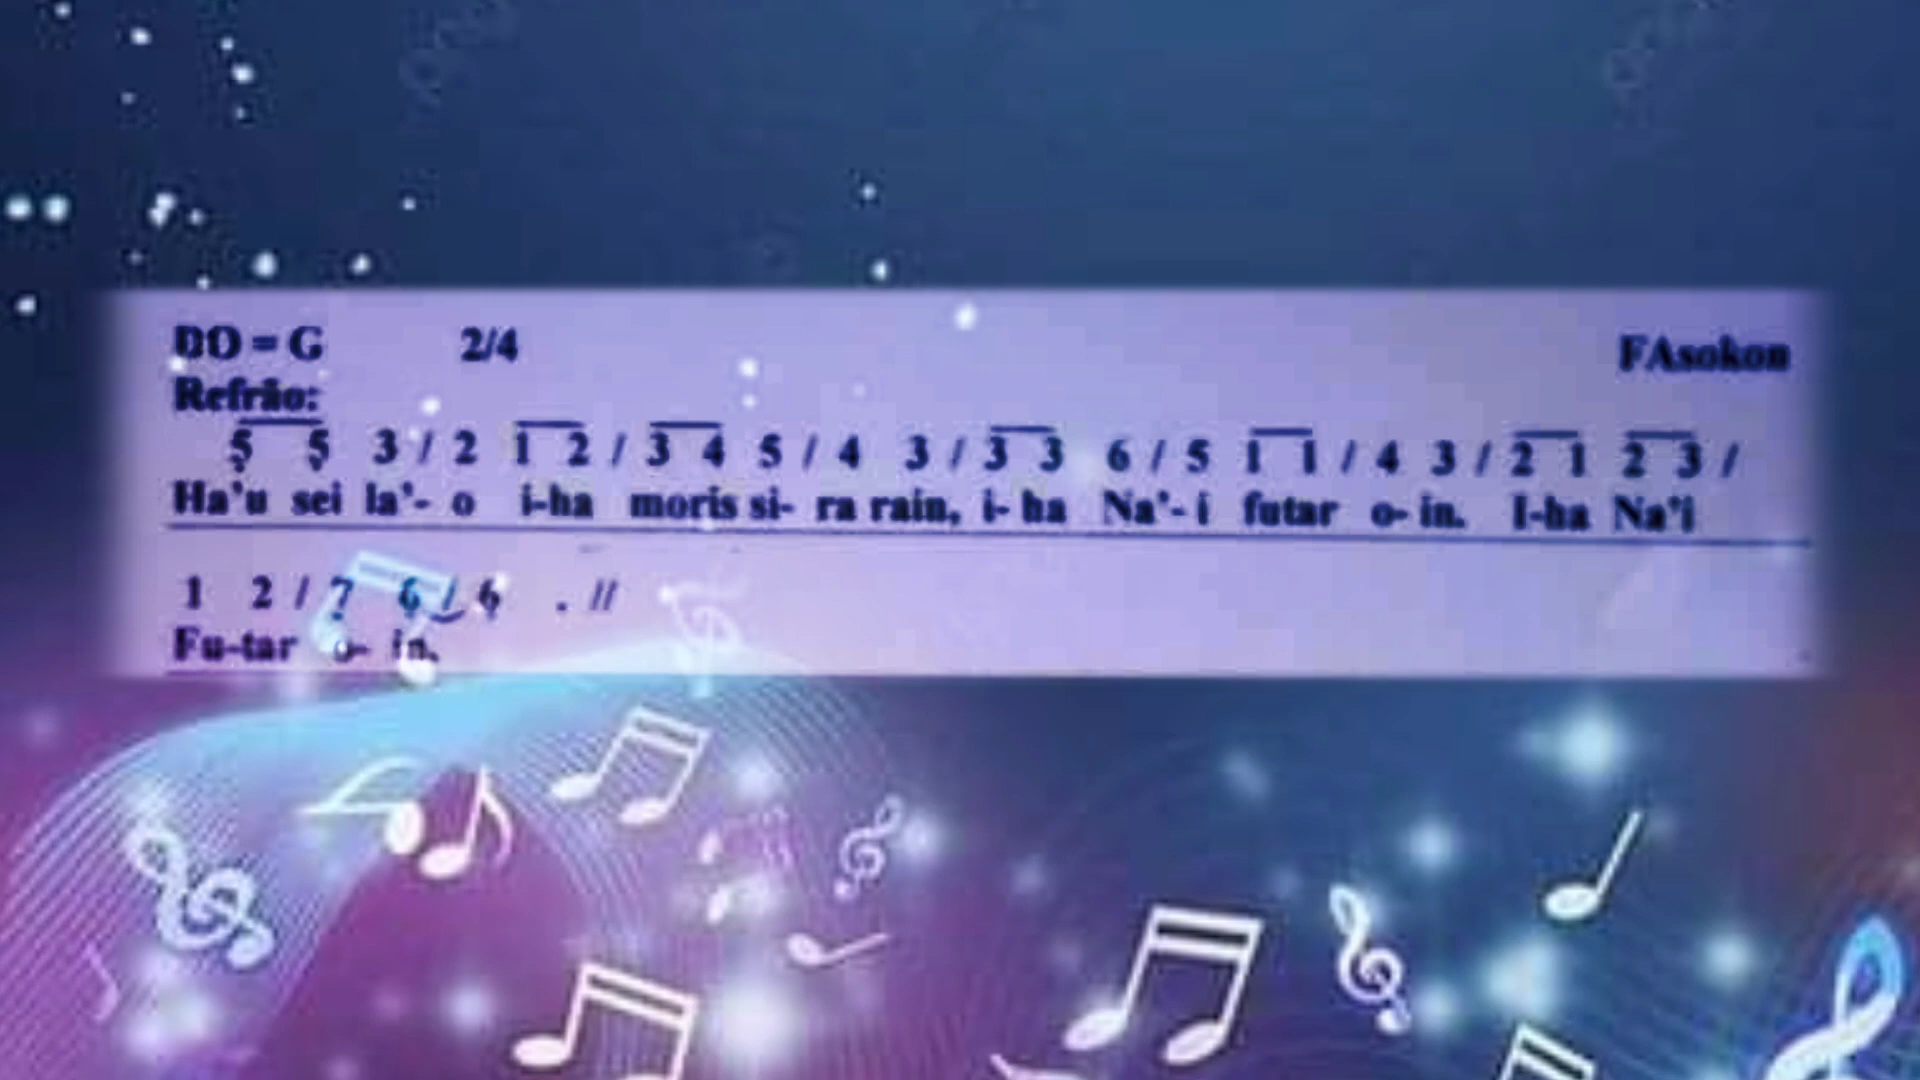 DO = G 2/4 FAsokon
Refrão:
5̣ 5̣ 3 / 2 1 2 / 3 4 5 / 4 3 / 3 3 6 / 5 1 1 / 4 3 / 2 1 2 3 /
Ha'u sei la'- o i-ha moris si- ra rain, i- ha Na'- i futar o- in. I-ha Na'i
1 2 / 7̣ 6̣ / 6̣ . //
Fu-tar o- in.